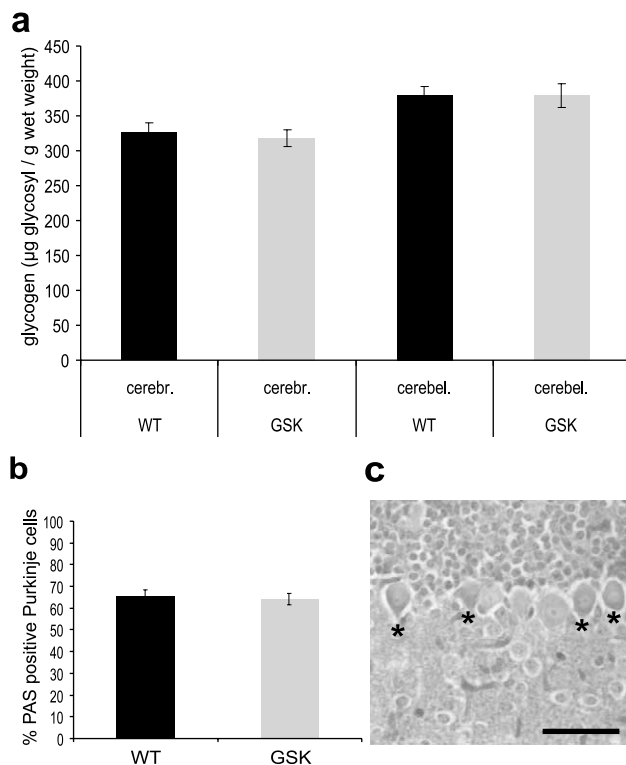 a
glycogen (µg glycosyl / g wet weight)
450
400
350
300
250
200
150
100
50
0
cerebr. cerebr. cerebel. cerebel.
WT GSK WT GSK
b
% PAS positive Purkinje cells
100
90
80
70
60
50
40
30
20
10
0
WT GSK
c
* * * *